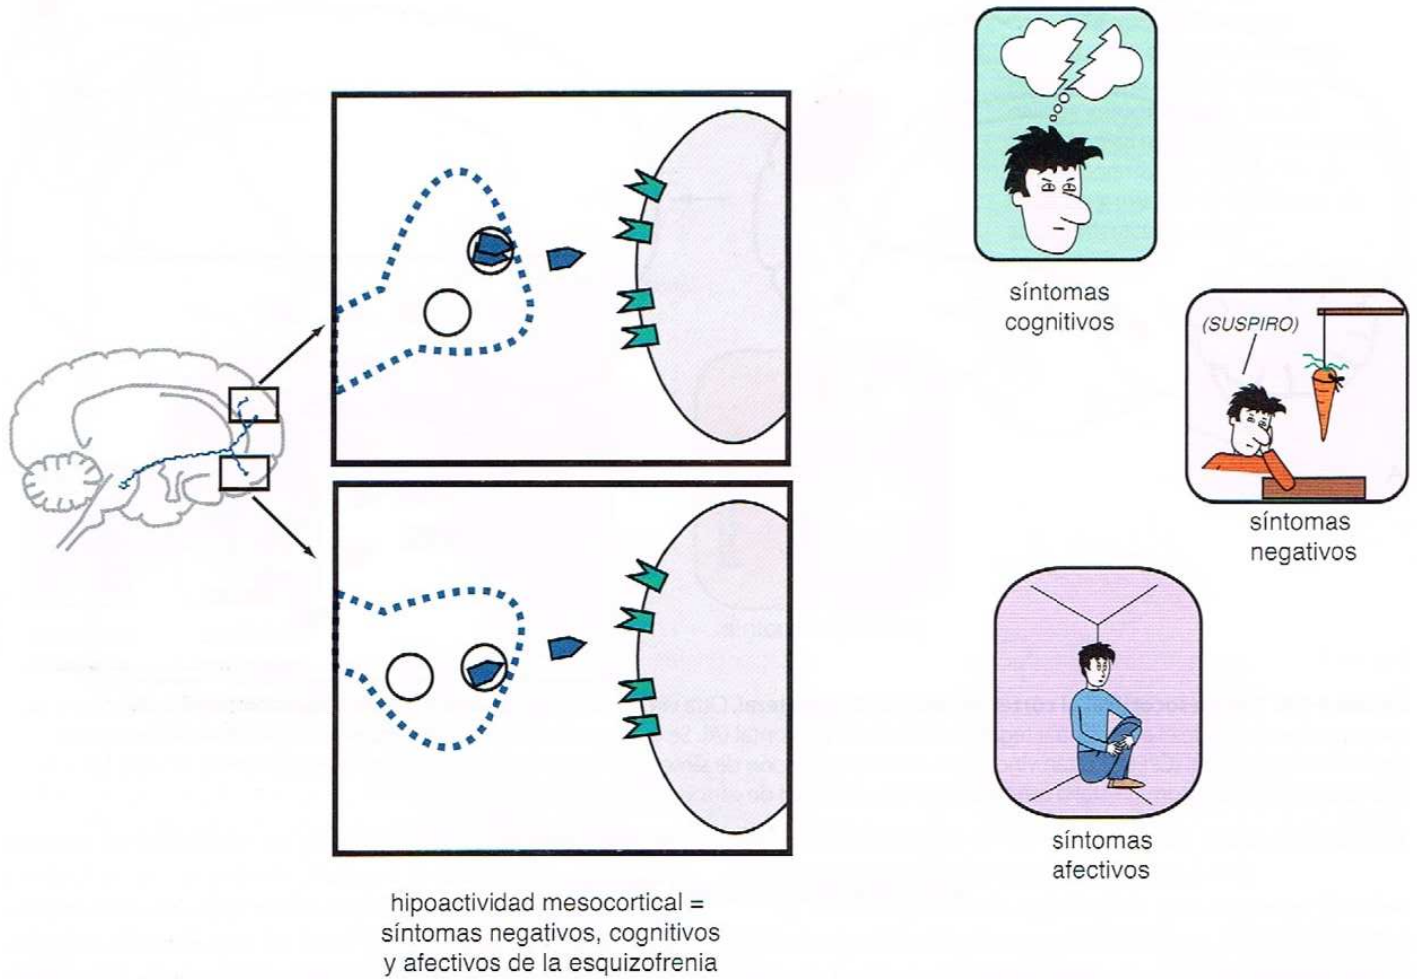 síntomas
cognitivos
(SUSPIRO)
síntomas
negativos
síntomas
afectivos
hipoactividad mesocortical =
síntomas negativos, cognitivos
y afectivos de la esquizofrenia